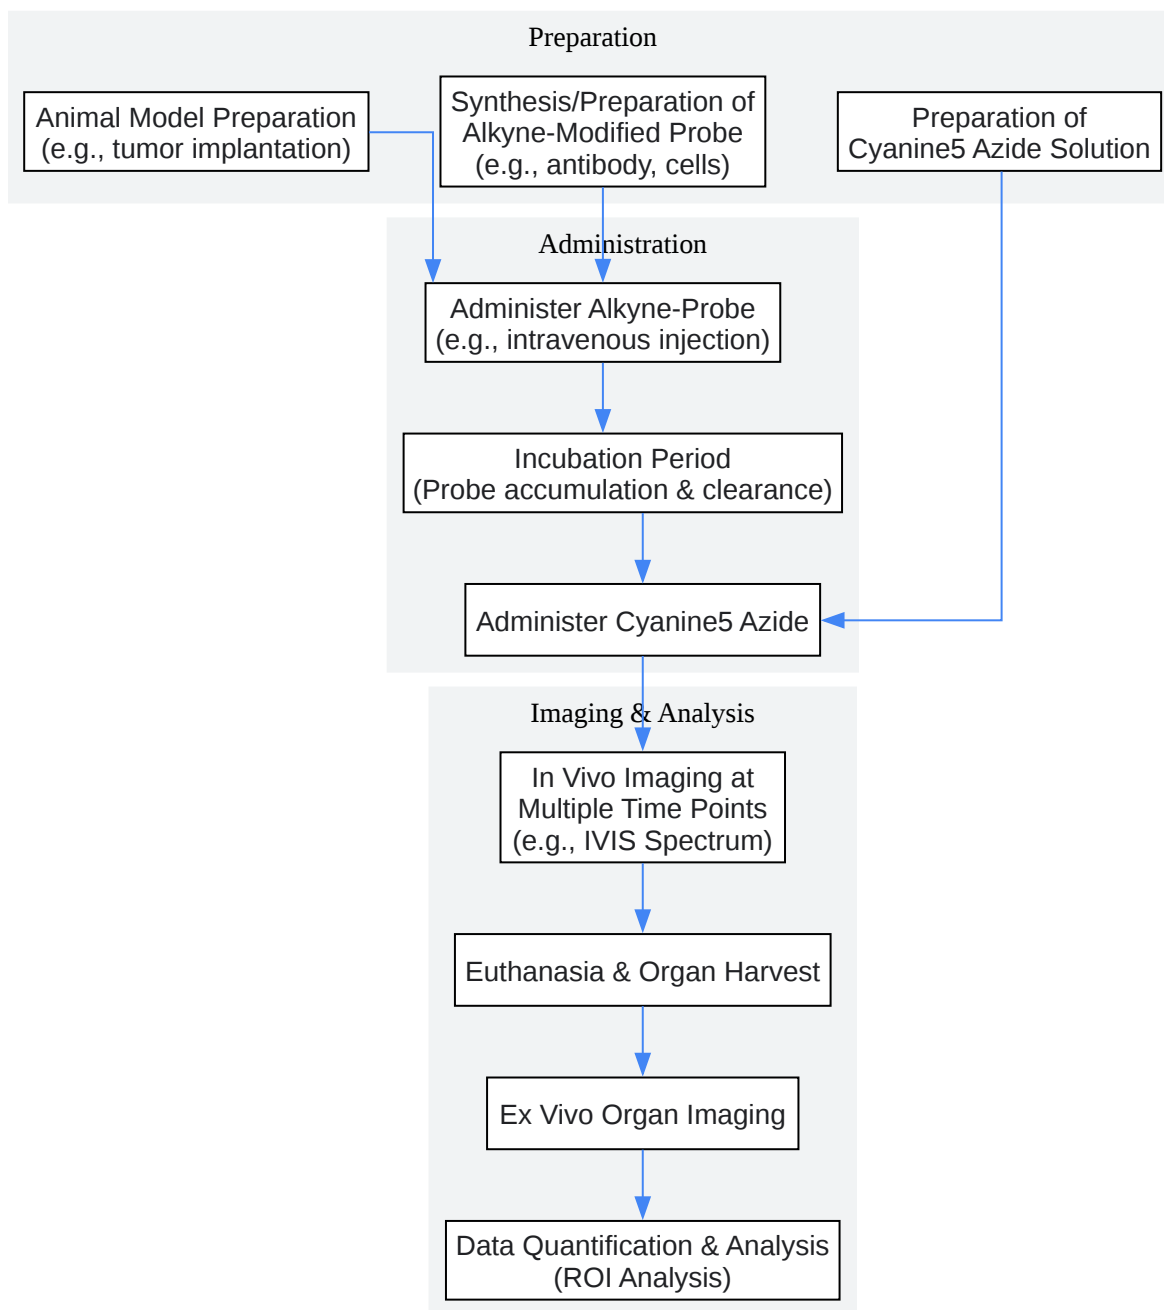 Preparation
Animal Model Preparation
(e.g., tumor implantation)
Synthesis/Preparation of
Alkyne-Modified Probe
(e.g., antibody, cells)
Preparation of
Cyanine5 Azide Solution
Administration
Administer Alkyne-Probe
(e.g., intravenous injection)
Incubation Period
(Probe accumulation & clearance)
Administer Cyanine5 Azide
Imaging & Analysis
In Vivo Imaging at
Multiple Time Points
(e.g., IVIS Spectrum)
Euthanasia & Organ Harvest
Ex Vivo Organ Imaging
Data Quantification & Analysis
(ROI Analysis)